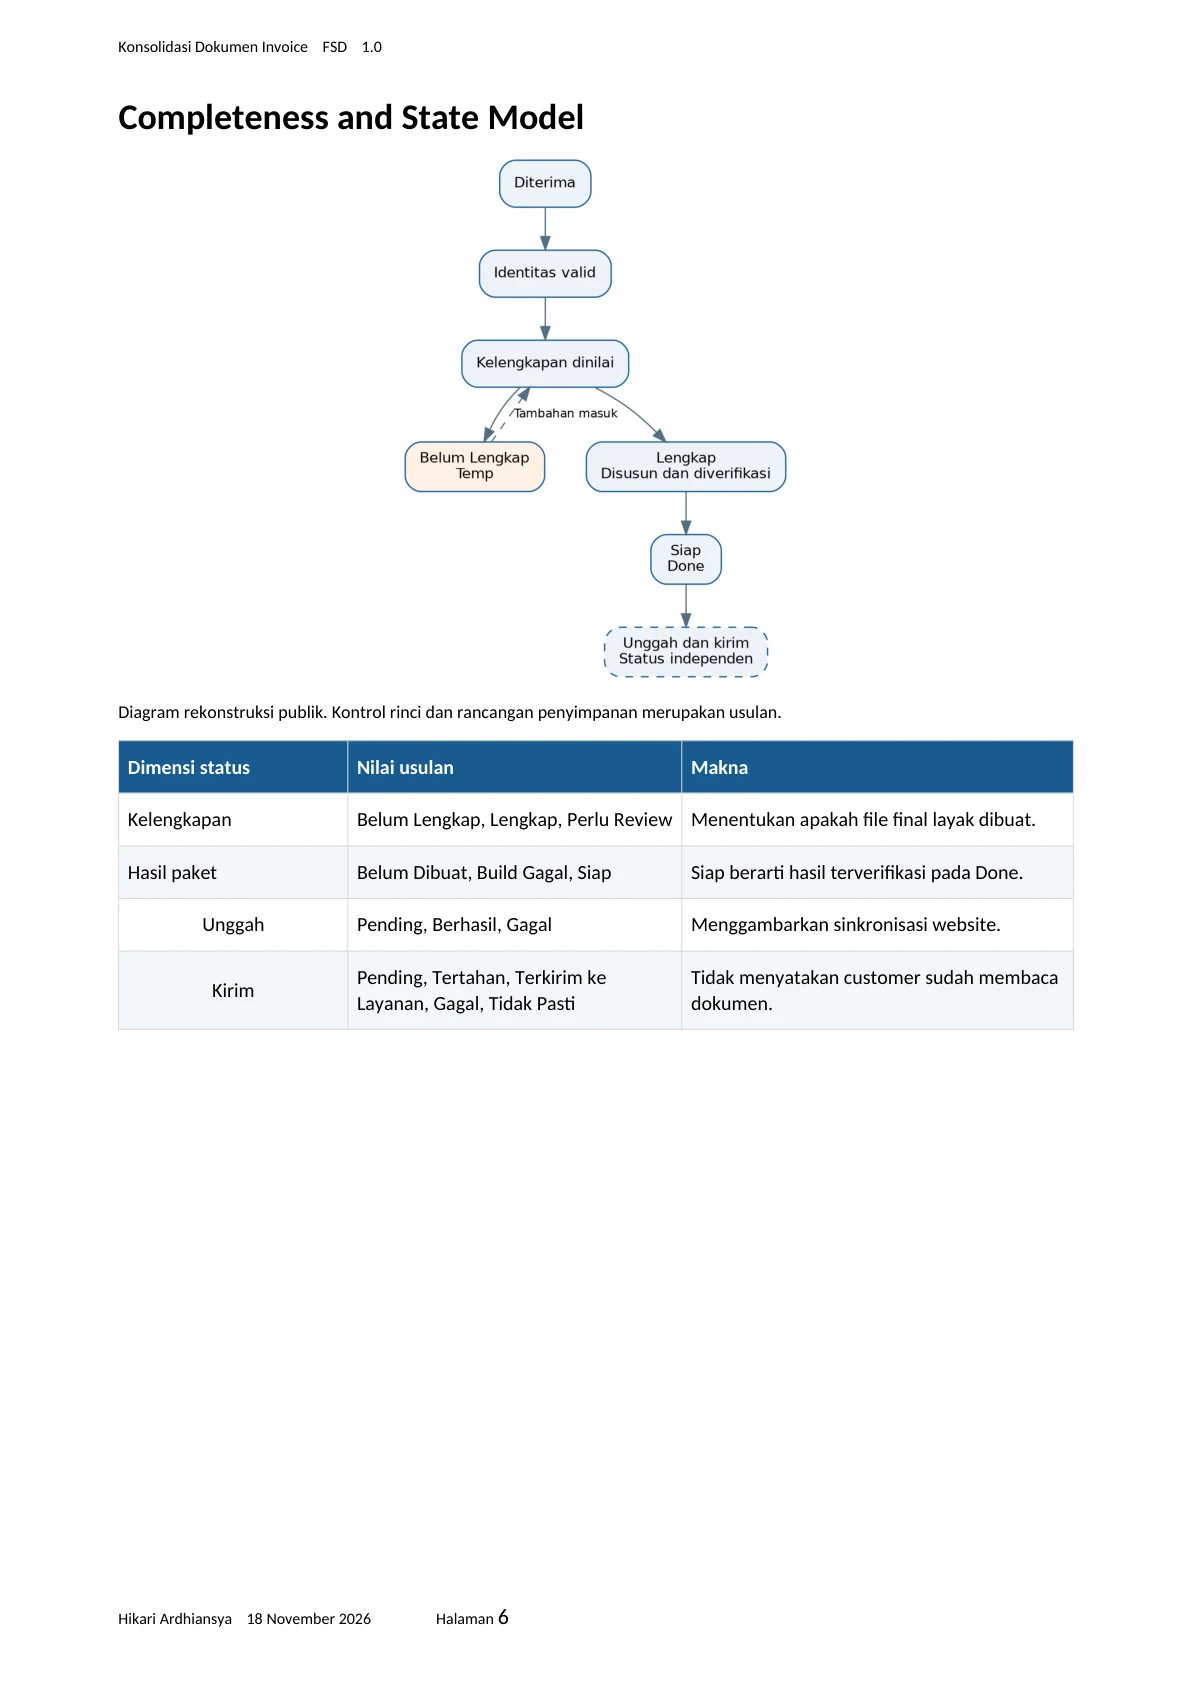 Konsolidasi Dokumen Invoice FSD 1.0
Completeness and State Model
Diterima
Identitas valid
Kelengkapan dinilai
Tambahan masuk
Belum Lengkap
Temp
Lengkap
Disusun dan diverifikasi
Siap
Done
Unggah dan kirim
Status independen
Diagram rekonstruksi publik. Kontrol rinci dan rancangan penyimpanan merupakan usulan.
Dimensi status Nilai usulan Makna
Kelengkapan Belum Lengkap, Lengkap, Perlu Review Menentukan apakah file final layak dibuat.
Hasil paket Belum Dibuat, Build Gagal, Siap Siap berarti hasil terverifikasi pada Done.
Unggah Pending, Berhasil, Gagal Menggambarkan sinkronisasi website.
Kirim
Pending, Tertahan, Terkirim ke
Layanan, Gagal, Tidak Pasti
Tidak menyatakan customer sudah membaca
dokumen.
Hikari Ardhiansya 18 November 2026 Halaman 6